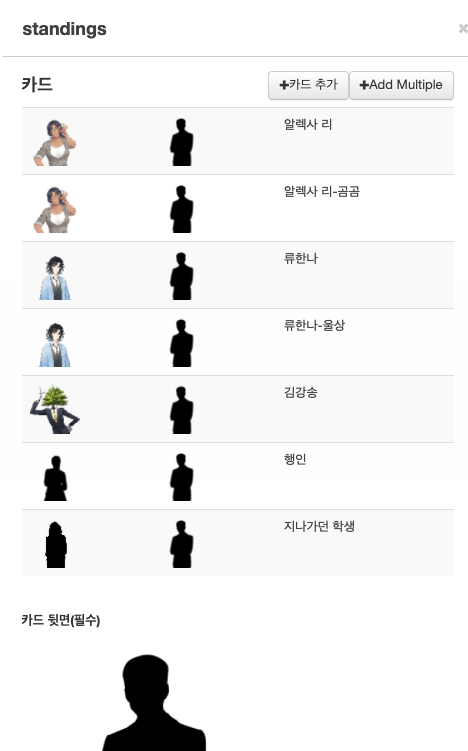 standings
카드
+카드 추가
+Add Multiple
알렉사 리
알렉사 리-곰곰
류한나
류한나-울상
김강송
행인
지나가던 학생
카드 뒷면(필수)